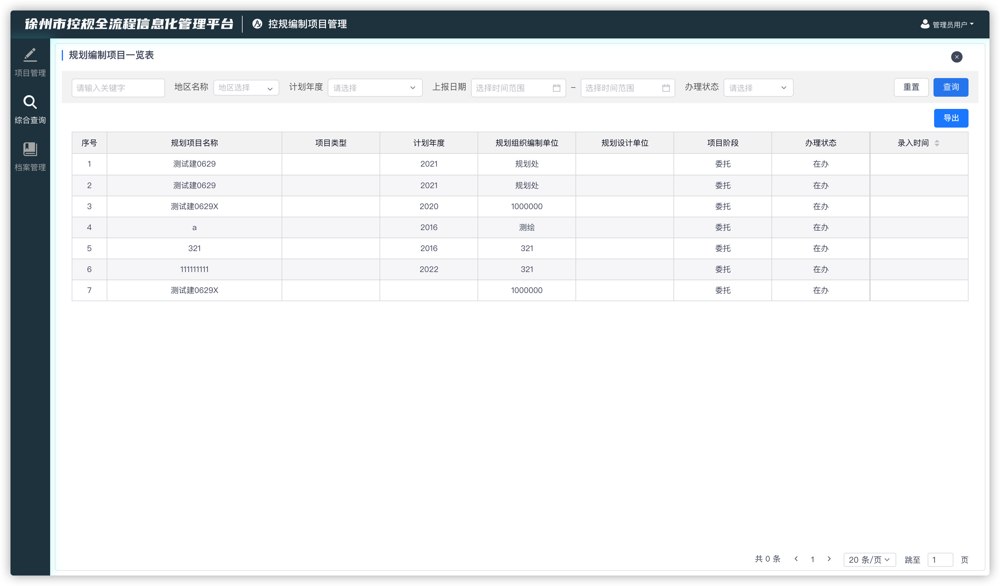 徐州市控规全流程信息化管理平台 控规编制项目管理 管理员用户
项目管理
综合查询
档案管理
规划编制项目一览表
请输入关键字 地区名称 地区选择 计划年度 请选择 上报日期 选择时间范围 – 选择时间范围 办理状态 请选择 重置 查询
导出
序号 规划项目名称 项目类型 计划年度 规划组织编制单位 规划设计单位 项目阶段 办理状态 录入时间
1 测试建0629 2021 规划处 委托 在办
2 测试建0629 2021 规划处 委托 在办
3 测试建0629X 2020 1000000 委托 在办
4 a 2016 测绘 委托 在办
5 321 2016 321 委托 在办
6 111111111 2022 321 委托 在办
7 测试建0629X 1000000 委托 在办
共 0 条 1 20 条/页 跳至 1 页